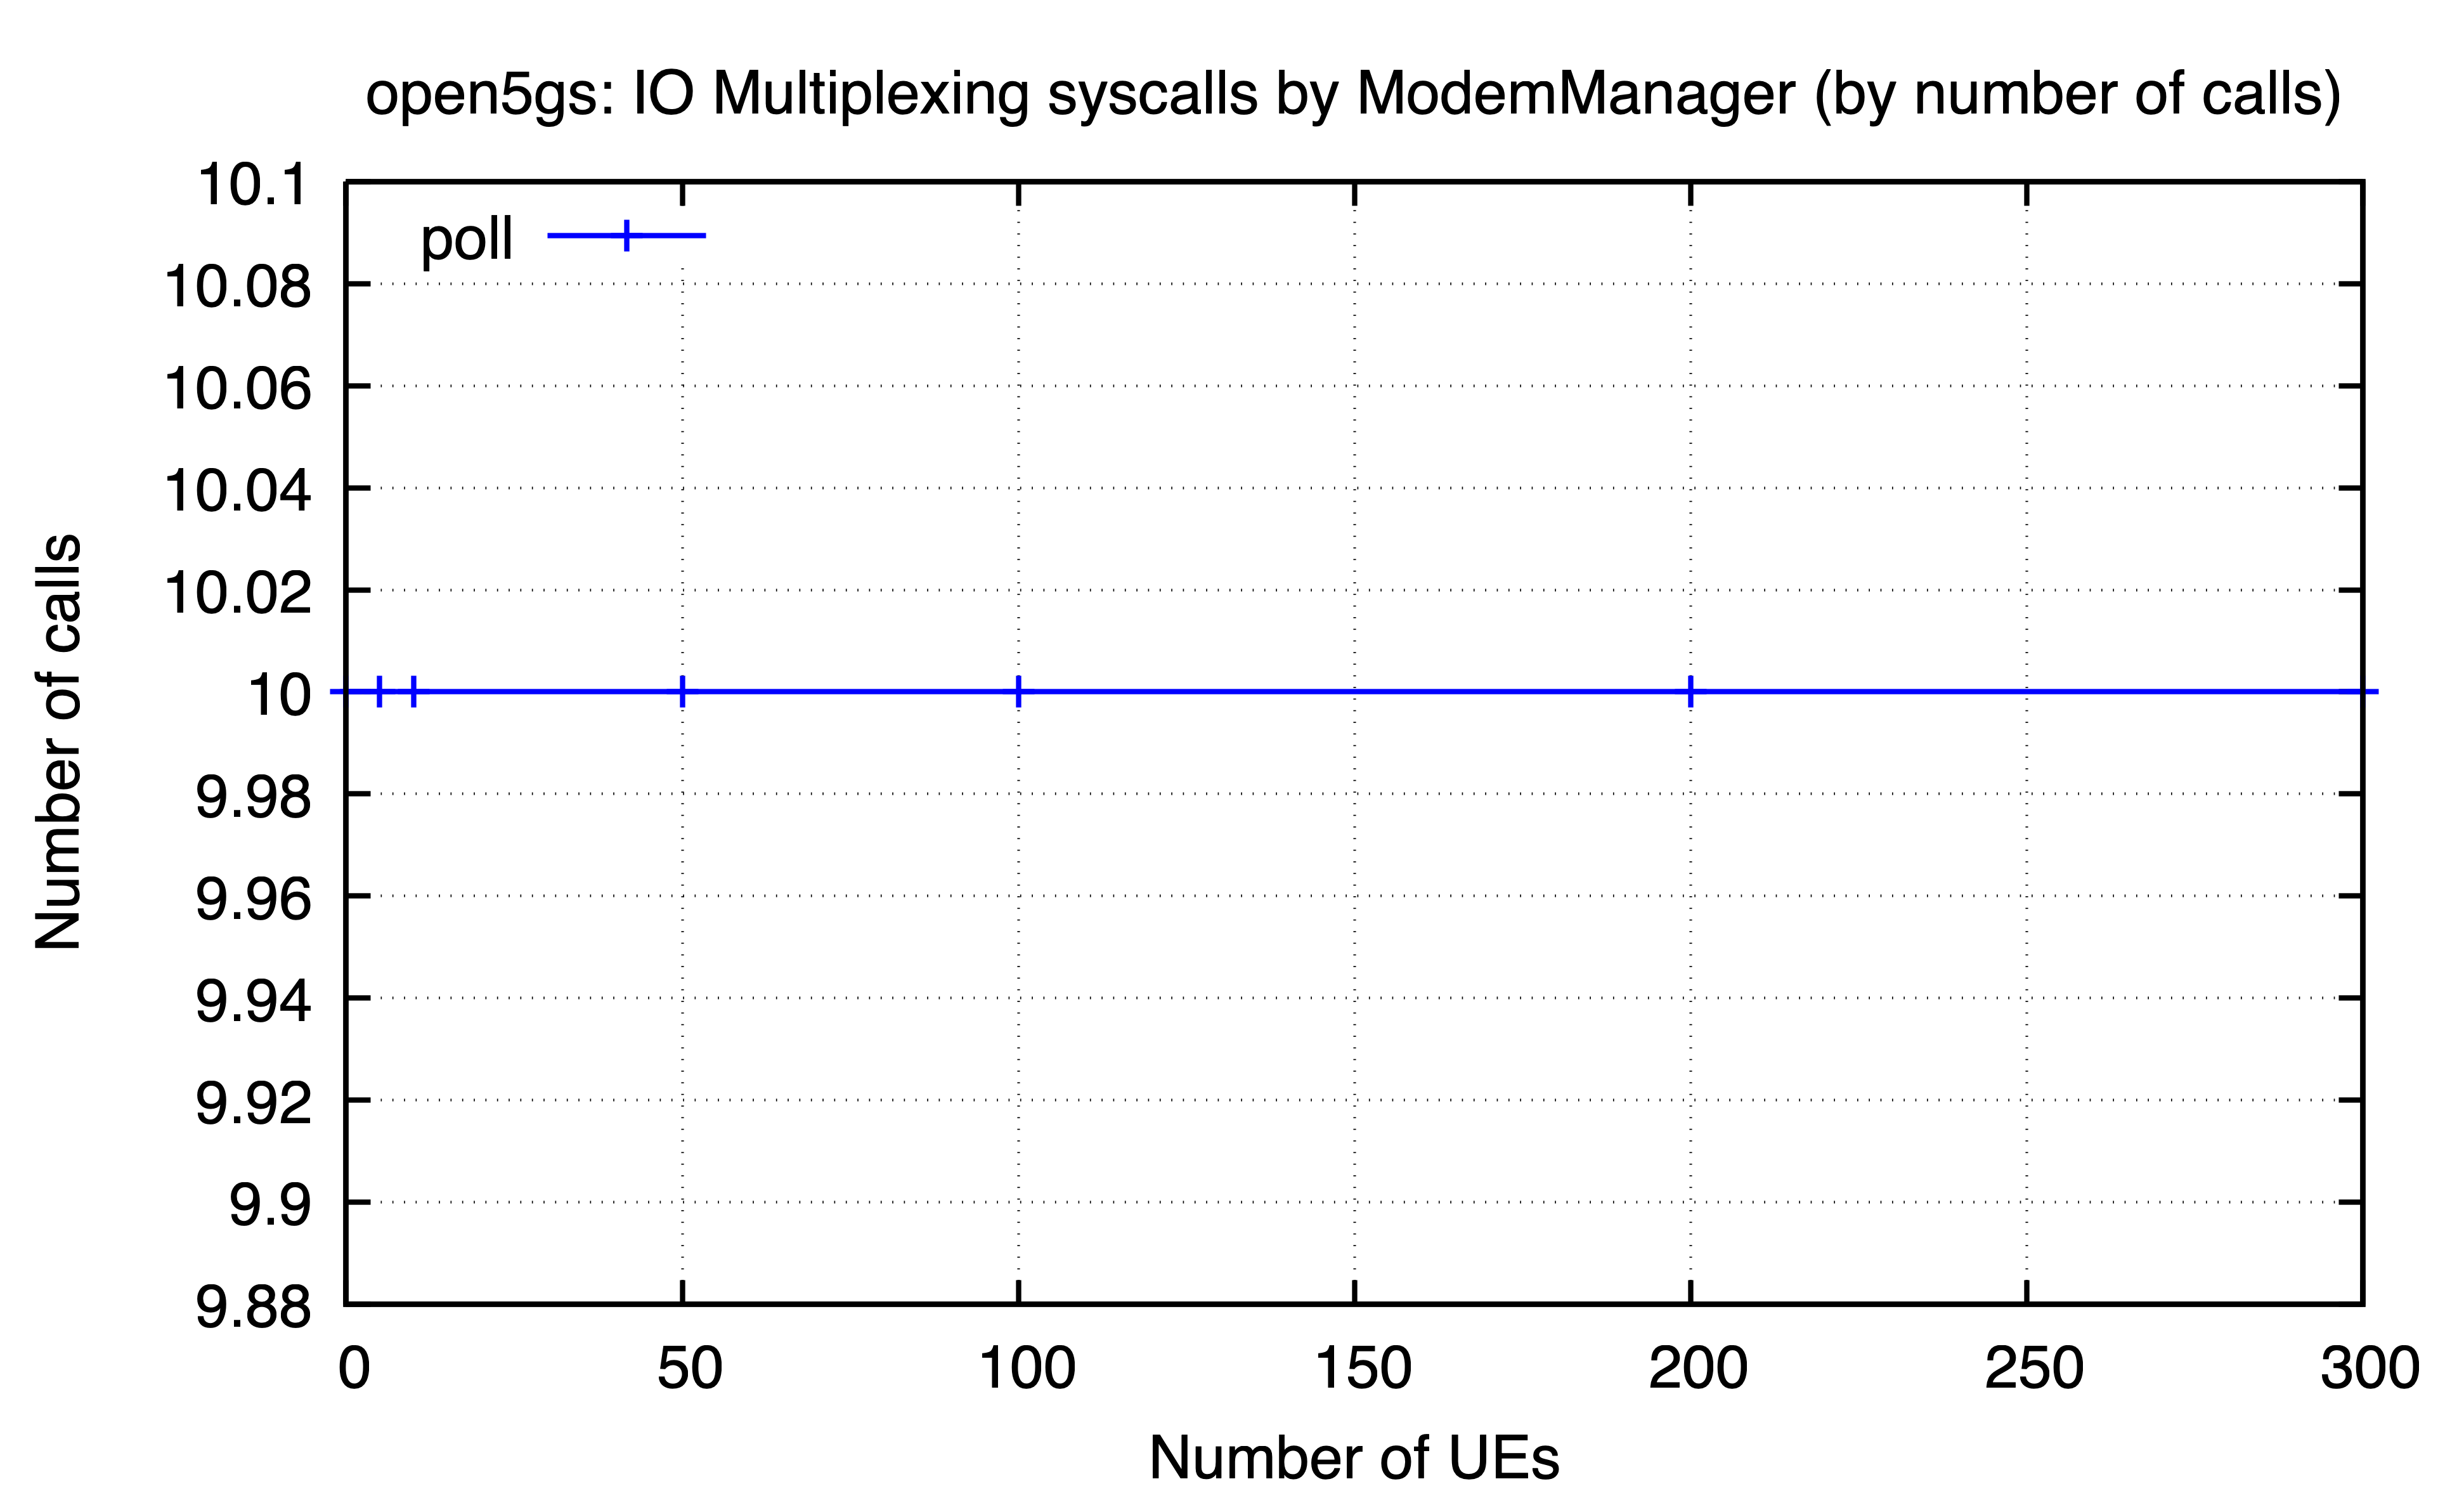 open5gs: IO Multiplexing syscalls by ModemManager (by number of calls)
10.1
poll
10.08
10.06
10.04
10.02
10
9.98
9.96
9.94
9.92
9.9
9.88
Number of calls
0 50 100 150 200 250 300
Number of UEs